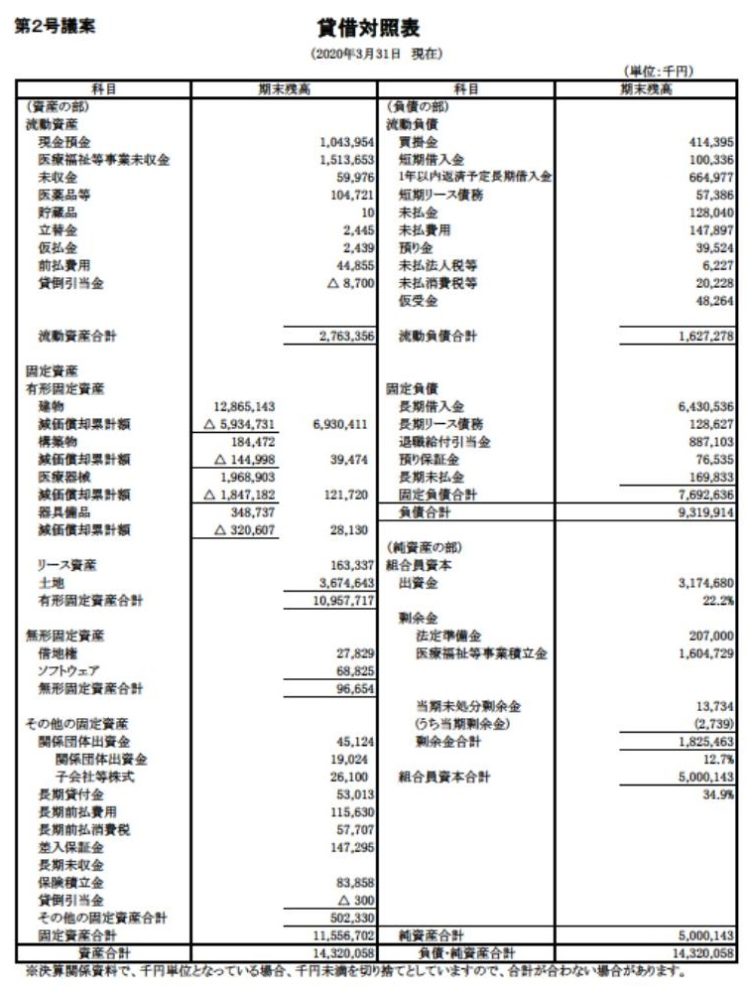 第2号議案
貸借対照表
(2020年3月31日 現在)
(単位:千円)
科目 期末残高 科目 期末残高
(資産の部) (負債の部)
流動資産 流動負債
現金預金 1,043,954 買掛金 414,395
医療福祉等事業未収金 1,513,653 短期借入金 100,336
未収金 59,976 1年以内返済予定長期借入金 664,977
医薬品等 104,721 短期リース債務 57,386
貯蔵品 10 未払金 128,040
立替金 2,445 未払費用 147,897
仮払金 2,439 預り金 39,524
前払費用 44,855 未払法人税等 6,227
貸倒引当金 △ 8,700 未払消費税等 20,228
仮受金 48,264
流動資産合計 2,763,356 流動負債合計 1,627,278
固定資産
有形固定資産 固定負債
建物 12,865,143 長期借入金 6,430,536
減価償却累計額 △ 5,934,731 6,930,411 長期リース債務 128,627
構築物 184,472 退職給付引当金 887,103
減価償却累計額 △ 144,998 39,474 預り保証金 76,535
医療器械 1,968,903 長期未払金 169,833
減価償却累計額 △ 1,847,182 121,720 固定負債合計 7,692,636
器具備品 348,737 負債合計 9,319,914
減価償却累計額 △ 320,607 28,130
(純資産の部)
リース資産 163,337 組合員資本
土地 3,674,643 出資金 3,174,680
有形固定資産合計 10,957,717 22.2%
剰余金
無形固定資産 法定準備金 207,000
借地権 27,829 医療福祉等事業積立金 1,604,729
ソフトウェア 68,825
無形固定資産合計 96,654
当期未処分剰余金 13,734
その他の固定資産 (うち当期剰余金) (2,739)
関係団体出資金 45,124 剰余金合計 1,825,463
関係団体出資金 19,024 12.7%
子会社等株式 26,100 組合員資本合計 5,000,143
長期貸付金 53,013 34.9%
長期前払費用 115,630
長期前払消費税 57,707
差入保証金 147,295
長期未収金
保険積立金 83,858
貸倒引当金 △ 300
その他の固定資産合計 502,330
固定資産合計 11,556,702 純資産合計 5,000,143
資産合計 14,320,058 負債・純資産合計 14,320,058
※決算関係資料で、千円単位となっている場合、千円未満を切り捨てとしていますので、合計が合わない場合があります。